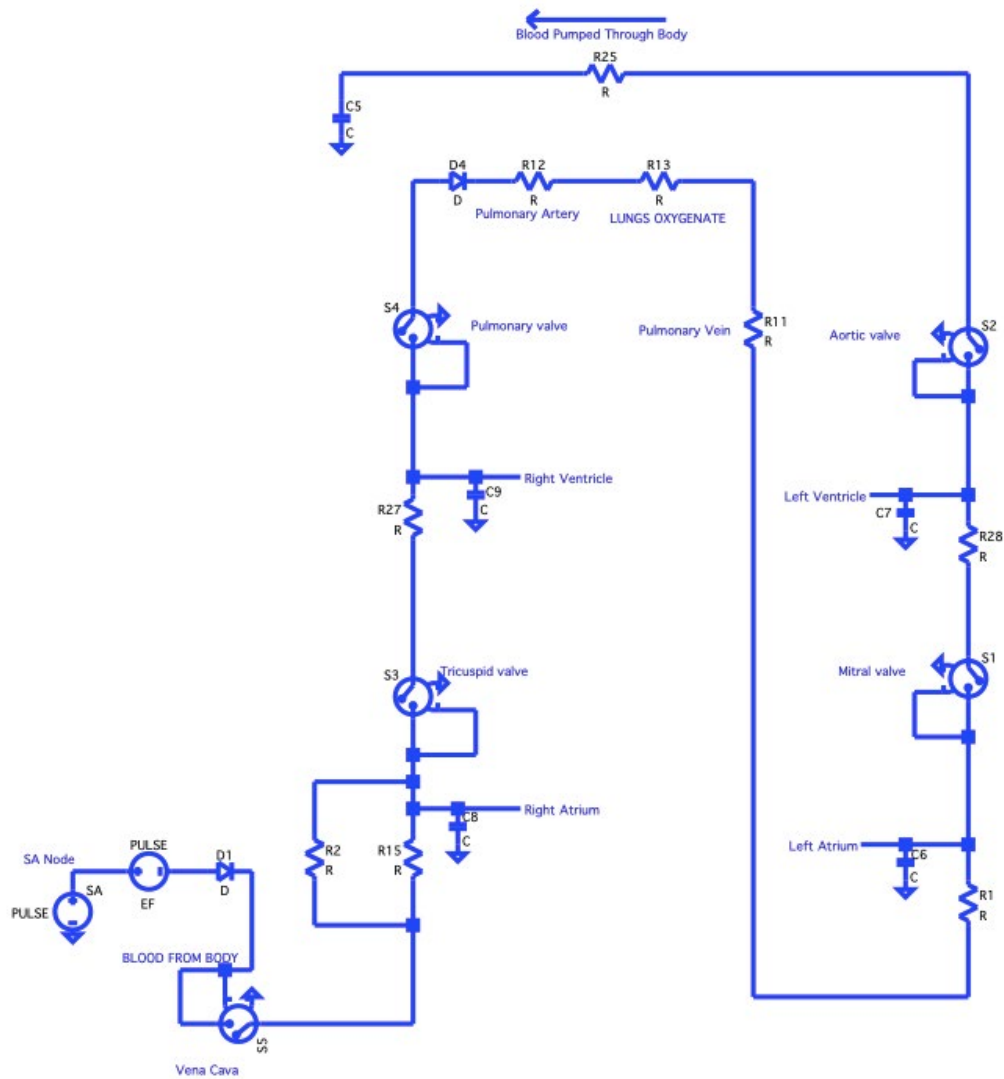 Blood Pumped Through Body
R25
R
C5
C
D4
D
R12
R
Pulmonary Artery
R13
R
LUNGS OXYGENATE
S4
Pulmonary valve
Pulmonary Vein
R11
R
Aortic valve
S2
Right Ventricle
C9
C
R27
R
Left Ventricle
C7
C
R28
R
S3
Tricuspid valve
Mitral valve
S1
Right Atrium
C8
C
R2
R
R15
R
Left Atrium
C6
C
R1
R
SA Node
PULSE
SA
PULSE
EF
D1
D
BLOOD FROM BODY
S5
Vena Cava